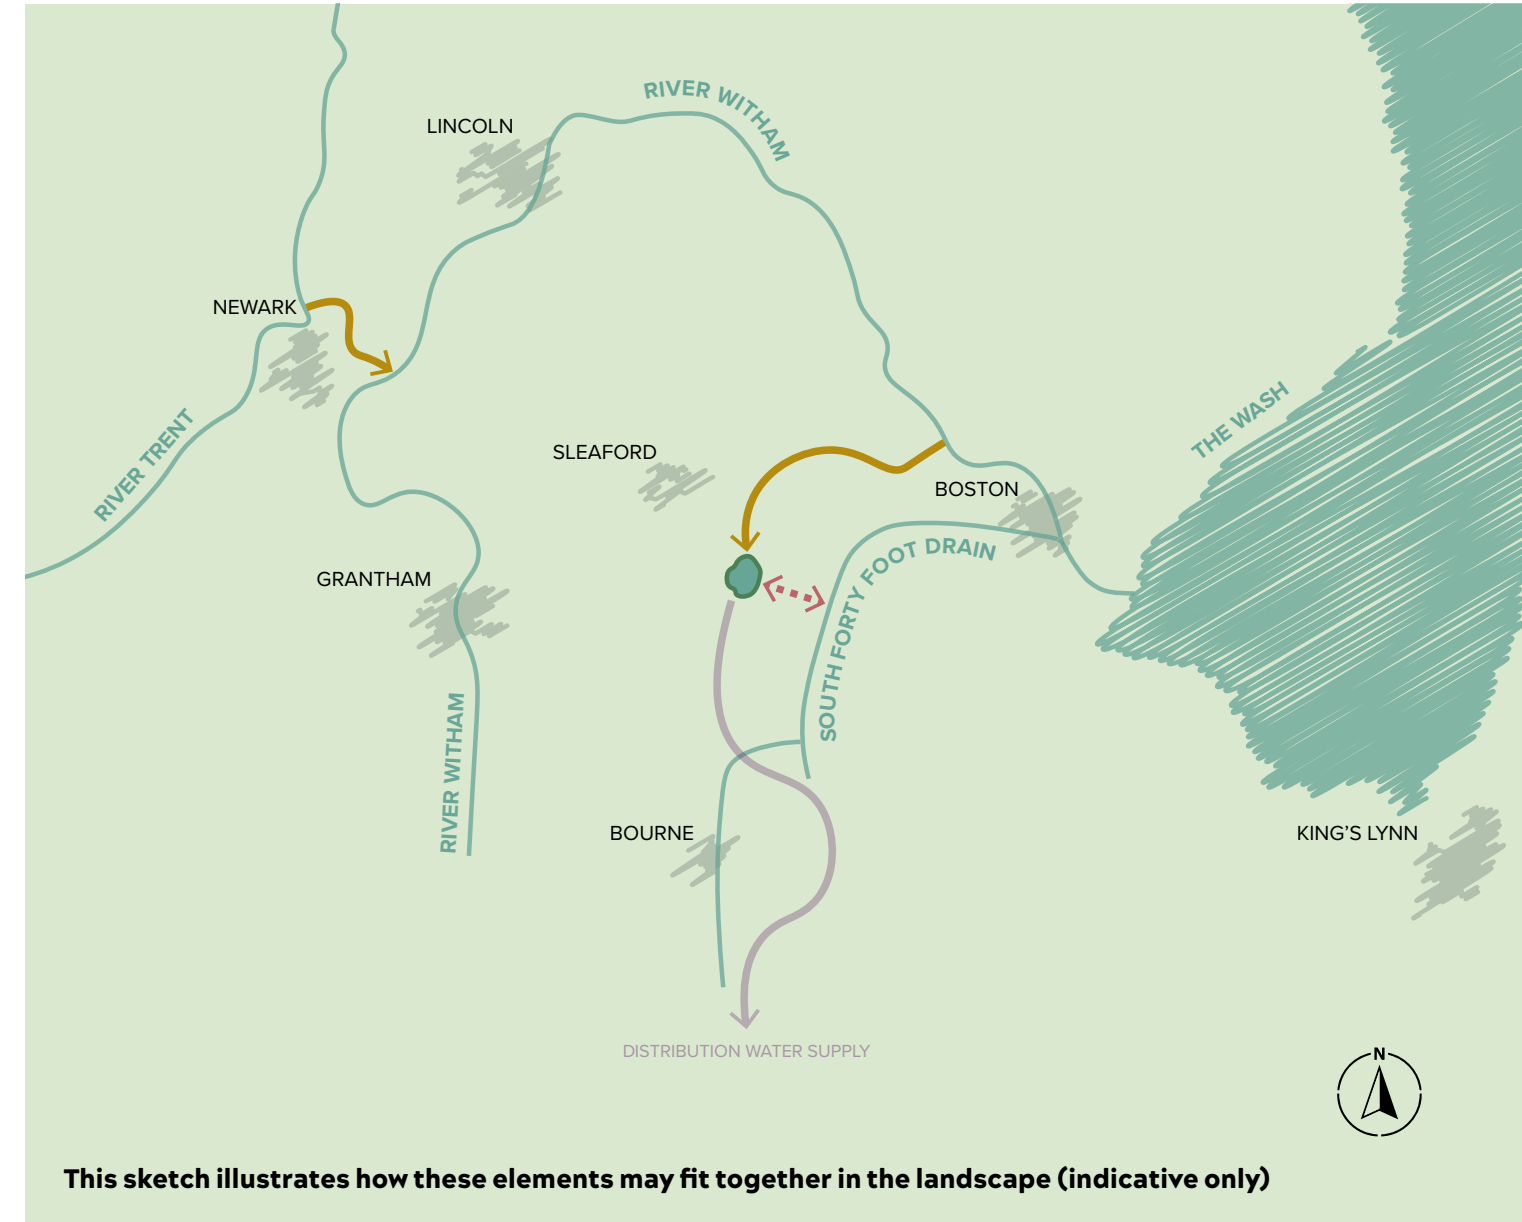 RIVER WITHAM
LINCOLN
NEWARK
THE WASH
RIVER TRENT
SLEAFORD
BOSTON
SOUTH FORTY FOOT DRAIN
GRANTHAM
RIVER WITHAM
BOURNE
KING’S LYNN
DISTRIBUTION WATER SUPPLY
N
This sketch illustrates how these elements may fit together in the landscape (indicative only)